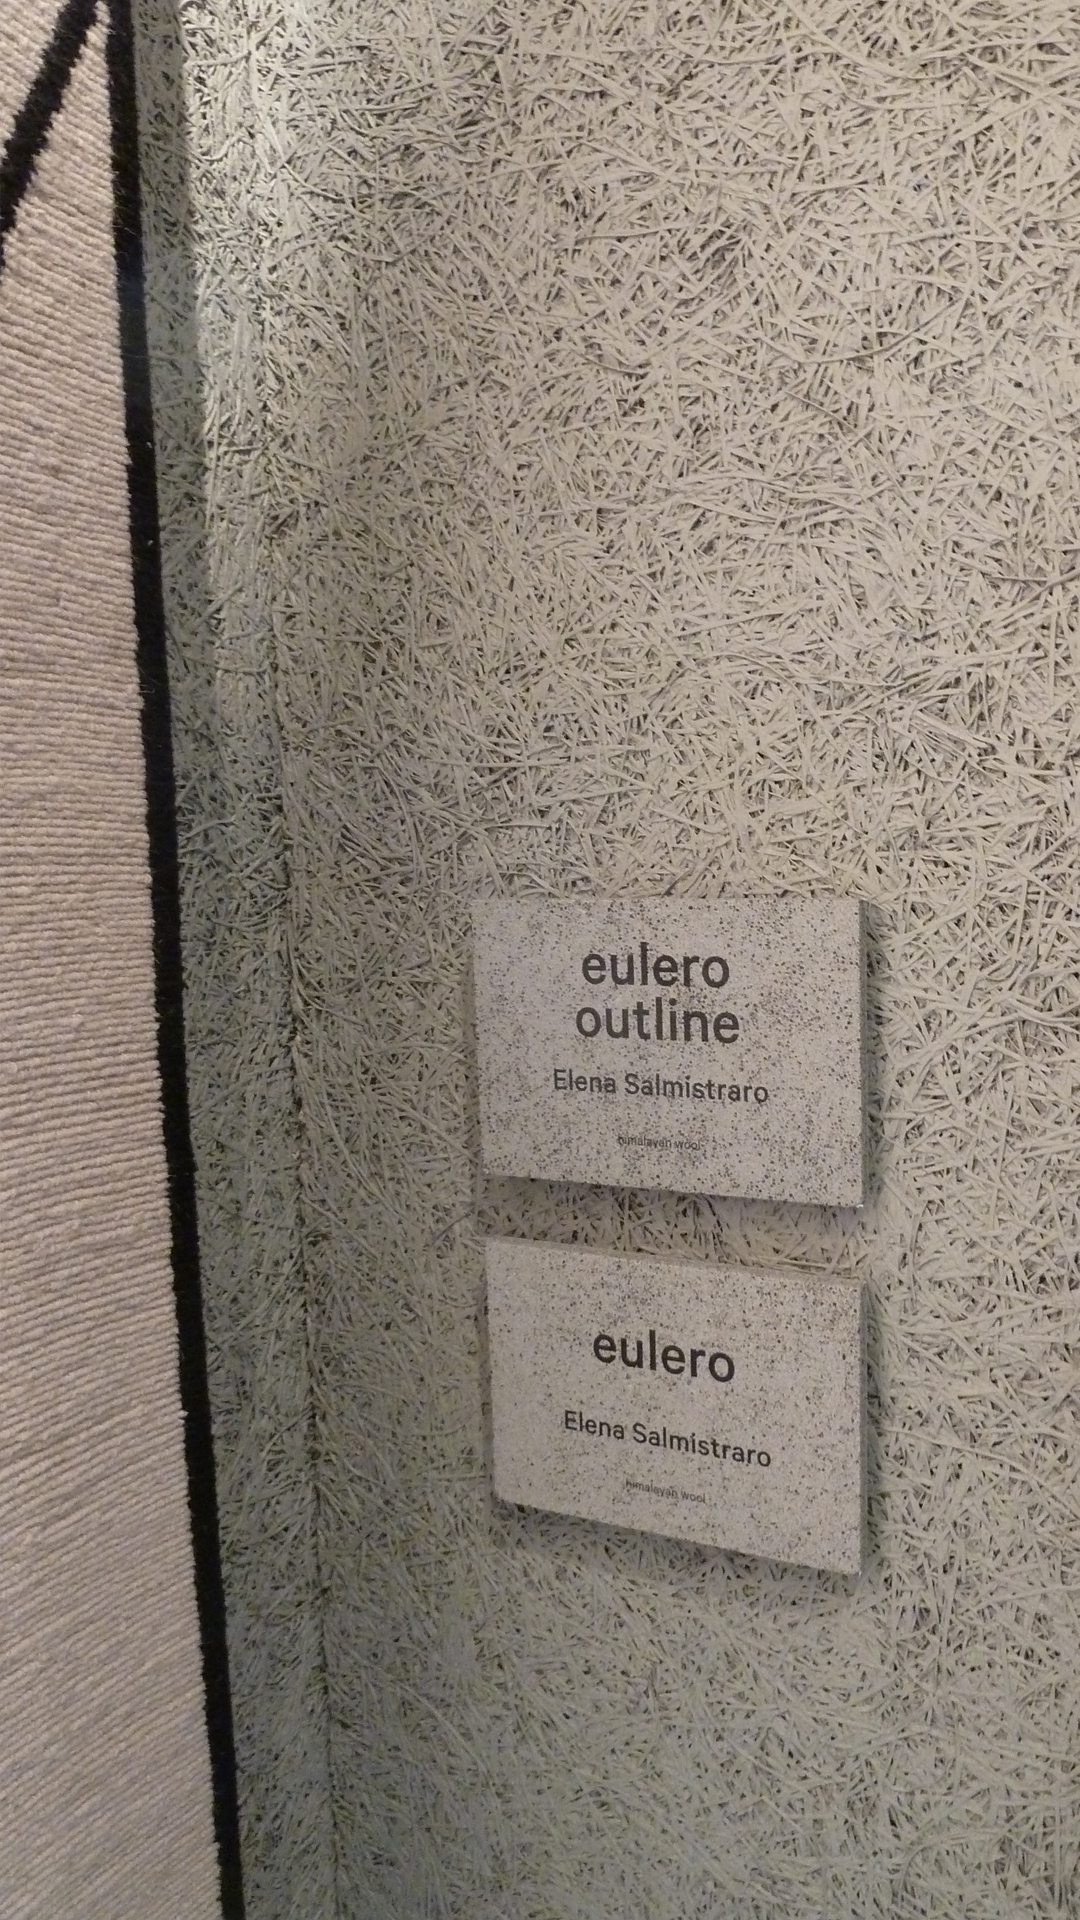 eulero
outline
Elena Salmistraro
himalayan wool
eulero
Elena Salmistraro
himalayan wool